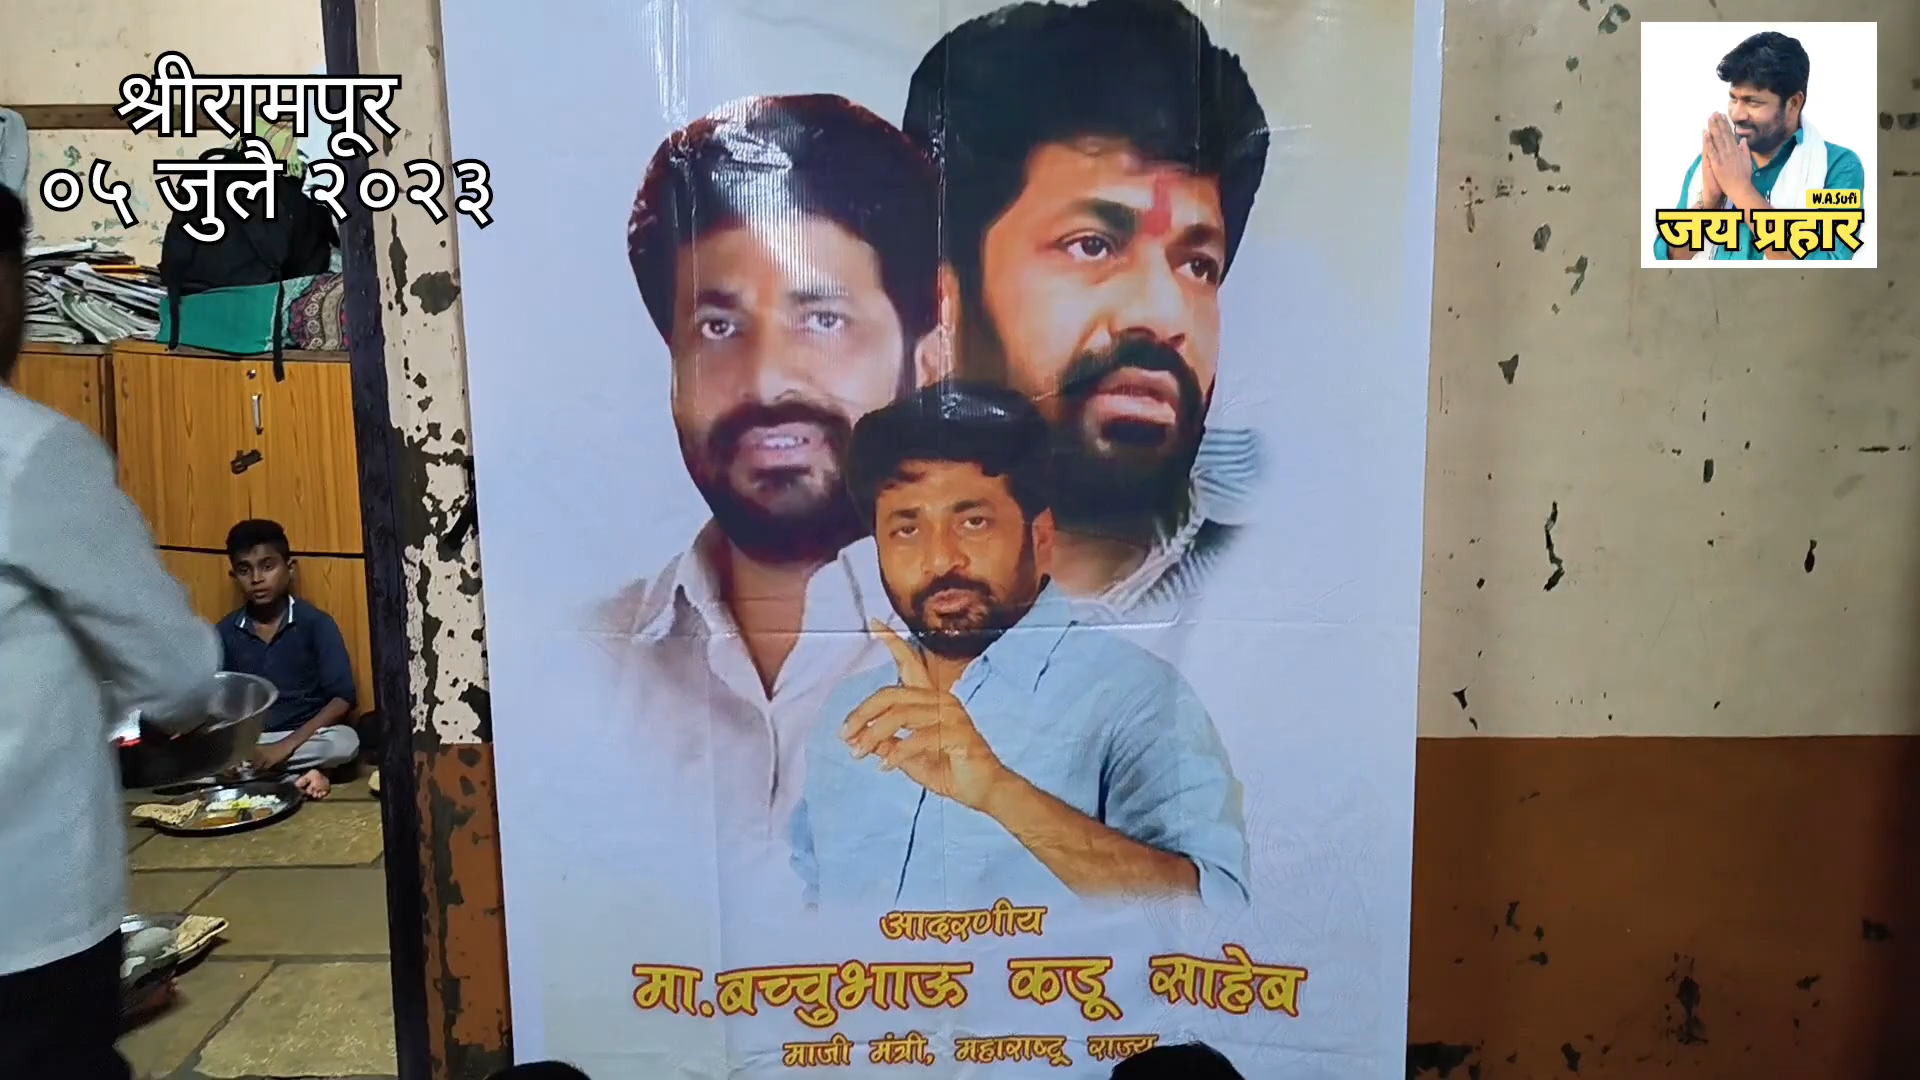 श्रीरामपूर
०५ जुलै २०२३
W.A.Sufi
जय प्रहार
आदरणीय
मा.बच्चुभाऊ कडू साहेब
माजी मंत्री, महाराष्ट्र राज्य